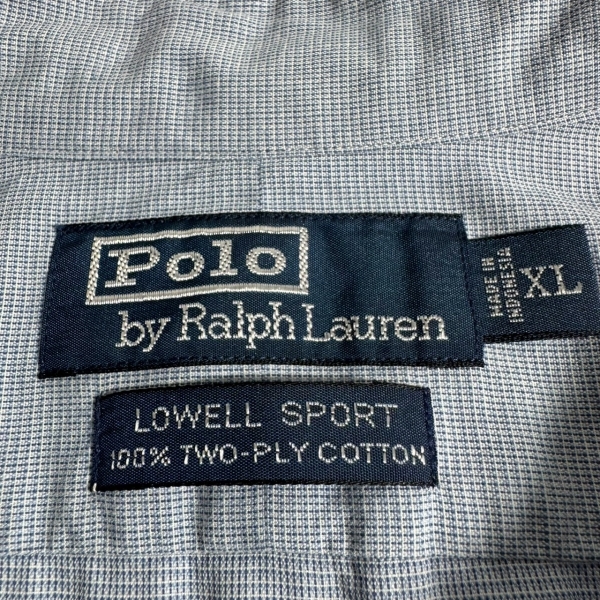 Polo
by Ralph Lauren
MADE IN
INDONESIA
XL
LOWELL SPORT
100% TWO-PLY COTTON